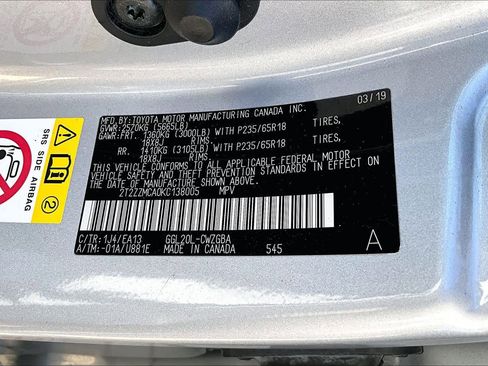 03/19
MFD.BY:TOYOTA MOTOR MANUFACTURING CANADA INC.
GVWR:2570KG (5665LB)
GAWR:FRT. 1360KG (3000LB) WITH P235/65R18 TIRES,
18X8J RIMS,
RR. 1410KG (3105LB) WITH P235/65R18 TIRES,
18X8J RIMS.
THIS VEHICLE CONFORMS TO ALL APPLICABLE FEDERAL MOTOR
VEHICLE SAFETY AND THEFT PREVENTION STANDARDS IN EFFECT
ON THE DATE OF MANUFACTURE SHOWN ABOVE.
2T2ZZMCA0KC138005 MPV
C/TR:1J4/EA13 GGL20L-CWZGBA
A/TM:-01A/U881E MADE IN CANADA 545
A
SRS SIDE AIRBAG